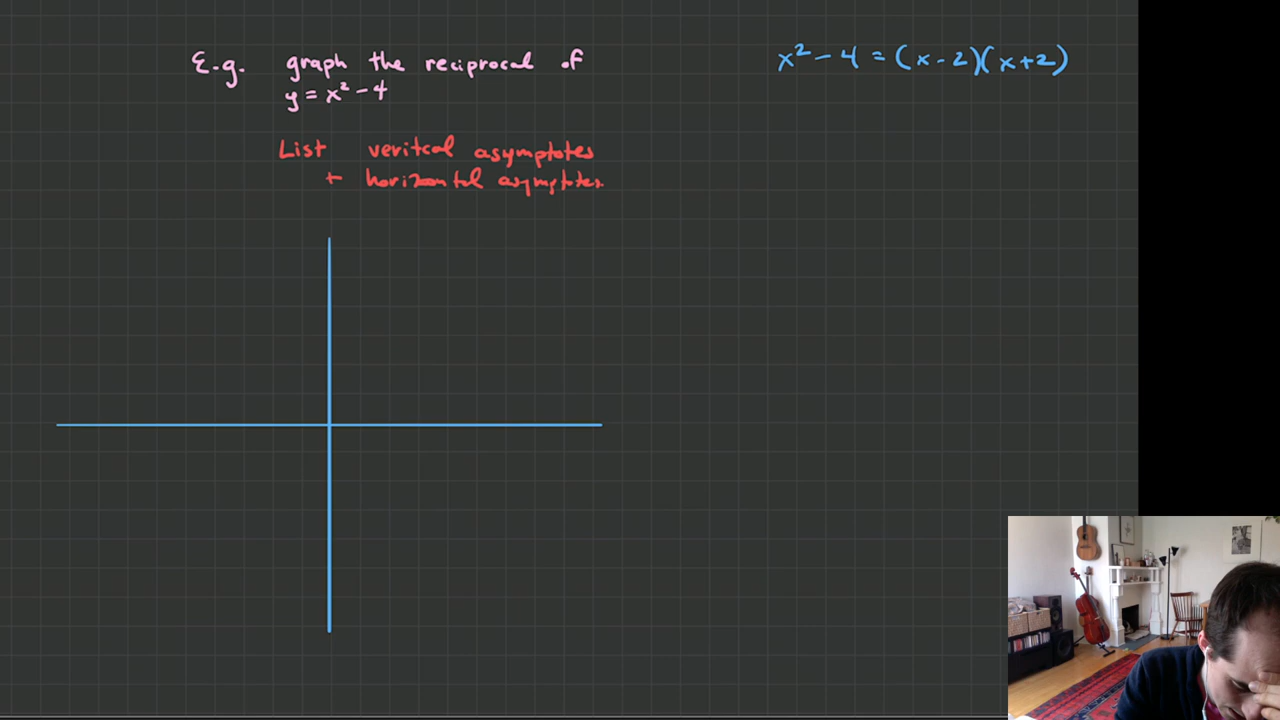 E.g. graph the reciprocal of
y = x² - 4
x² - 4 = (x - 2)(x + 2)
List veritcal asymptotes
+ horizontal asymptotes.